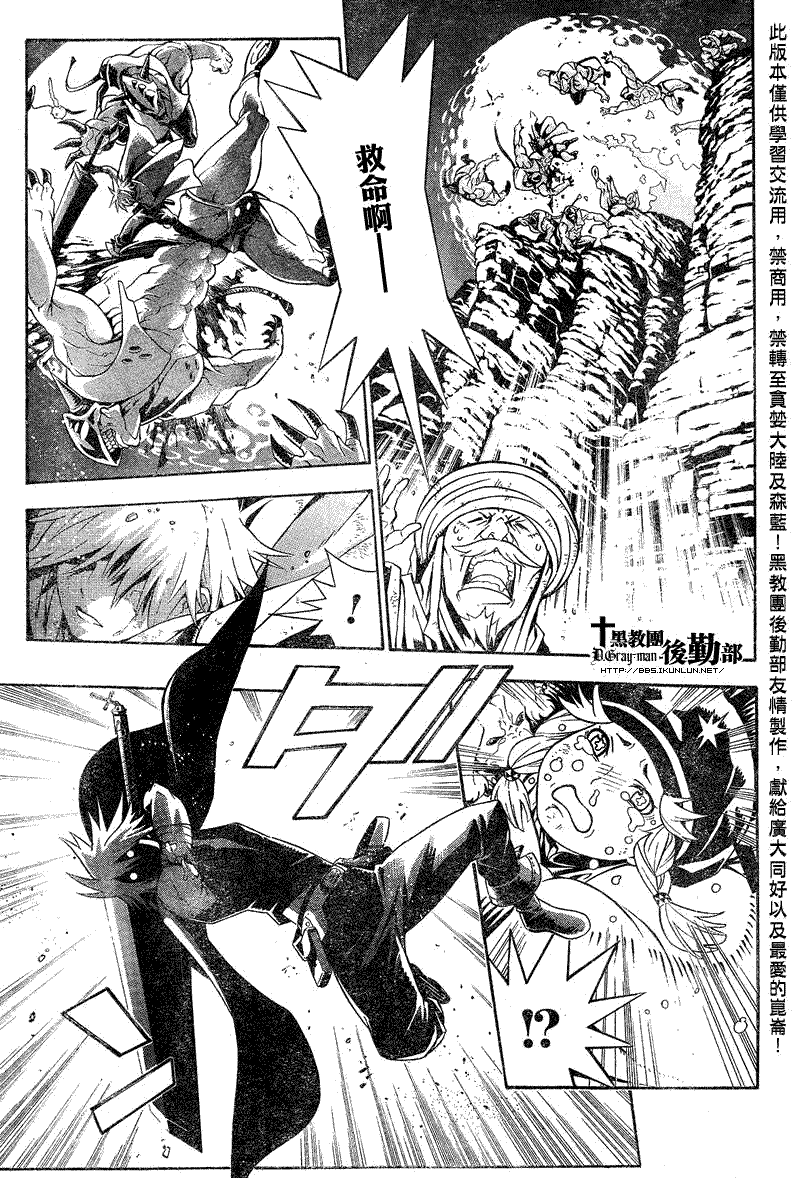 此版本僅供學習交流用，禁商用，禁轉至貪婪大陸及森藍！黑教團後勤部友情製作，獻給廣大同好以及最愛的崑崙！
救命啊——
黑教團
D.Gray-man-後勤部
HTTP://BBS.IKUNLUN.NET/
！
ダッ
!?